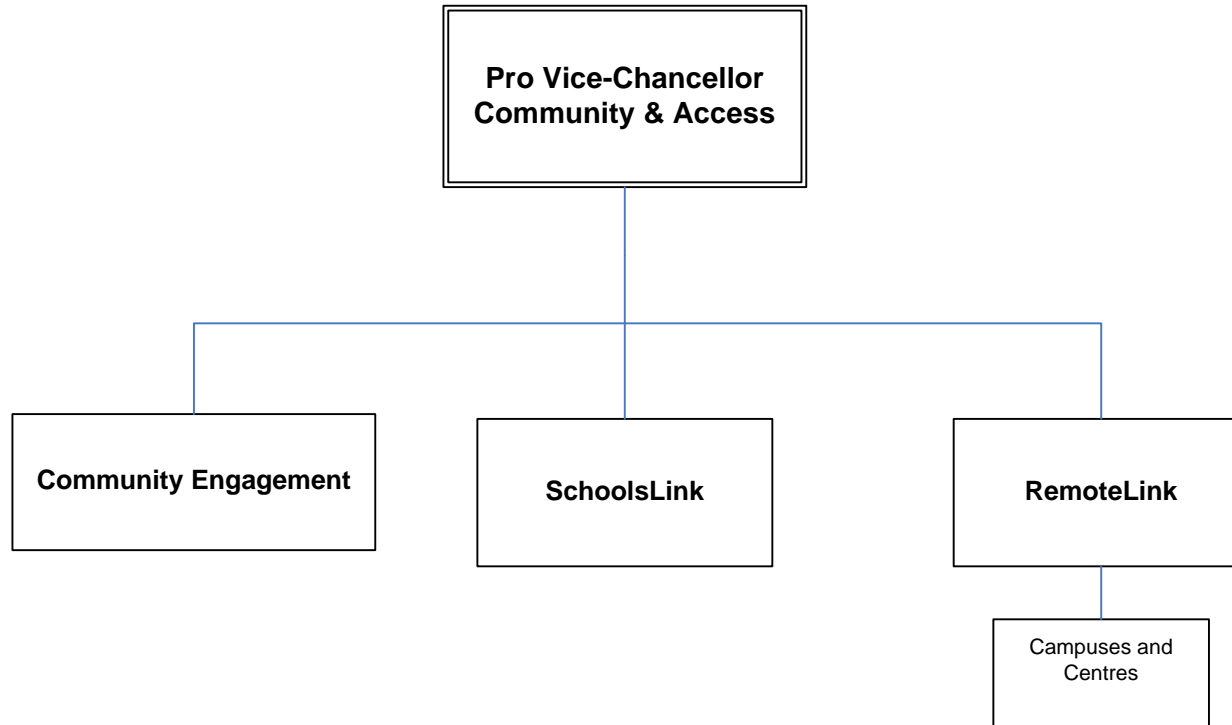 Pro Vice-Chancellor
Community & Access
Community Engagement
SchoolsLink
RemoteLink
Campuses and
Centres